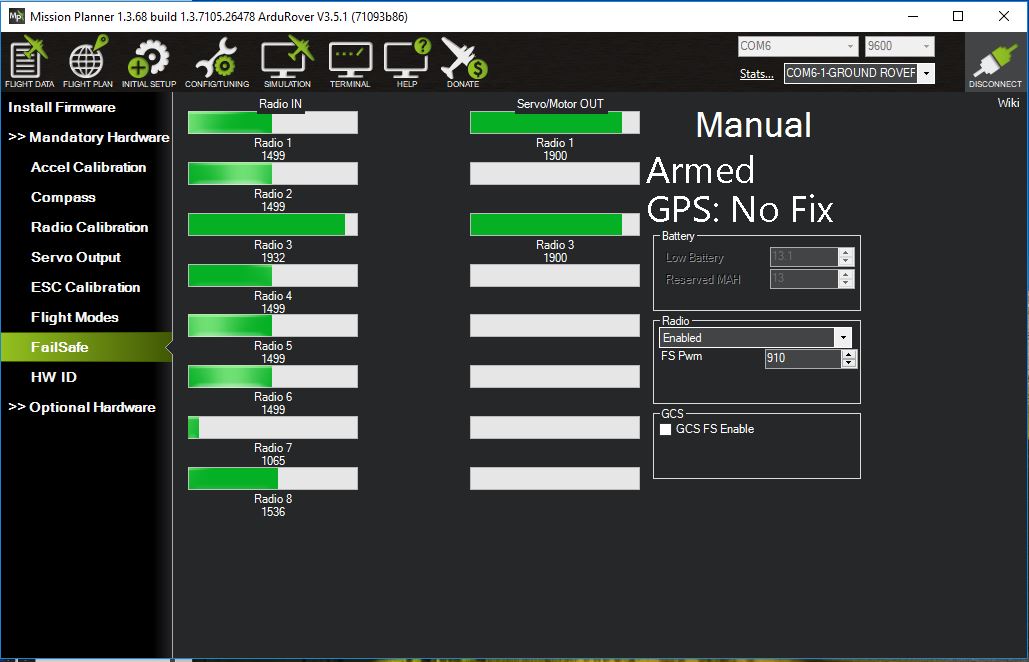 Mission Planner 1.3.68 build 1.3.7105.26478 ArduRover V3.5.1 (71093b86)
FLIGHT DATA FLIGHT PLAN INITIAL SETUP CONFIG/TUNING SIMULATION TERMINAL HELP DONATE
COM6 9600
Stats... COM6-1-GROUND ROVEF
DISCONNECT
Wiki
Install Firmware
>> Mandatory Hardware
Accel Calibration
Compass
Radio Calibration
Servo Output
ESC Calibration
Flight Modes
FailSafe
HW ID
>> Optional Hardware
Radio IN
Radio 1
1499
Radio 2
1499
Radio 3
1932
Radio 4
1499
Radio 5
1499
Radio 6
1499
Radio 7
1065
Radio 8
1536
Servo/Motor OUT
Radio 1
1900
Radio 3
1900
Manual
Armed
GPS: No Fix
Battery
Low Battery 13.1
Reserved MAH 13
Radio
Enabled
FS Pwm 910
GCS
GCS FS Enable